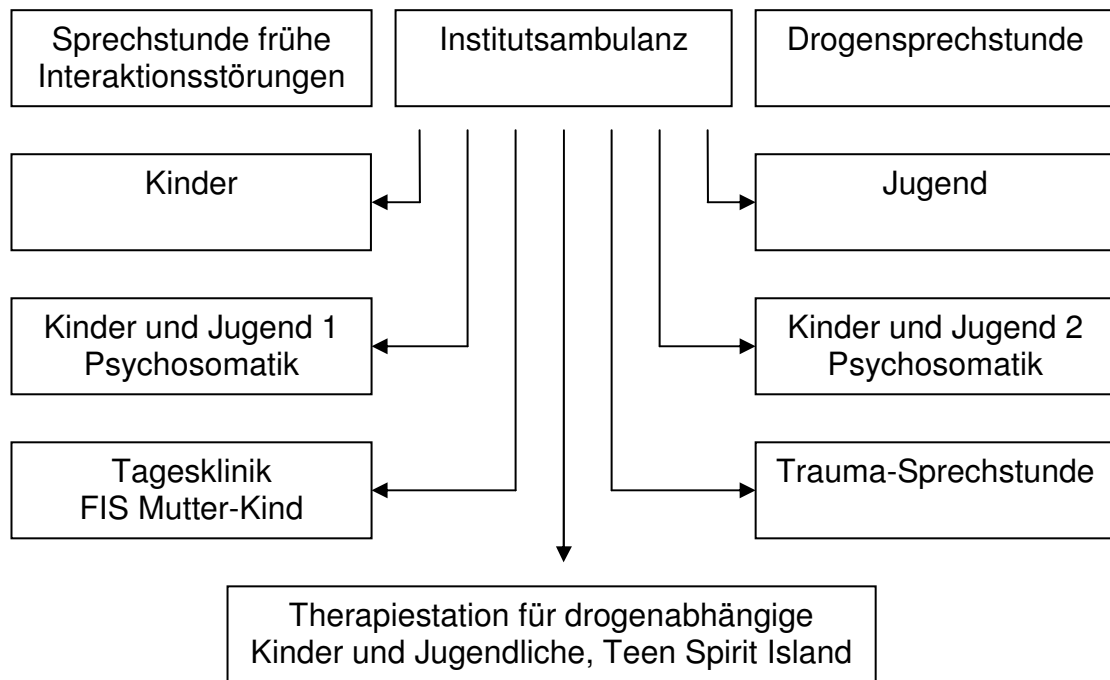 Sprechstunde frühe
Interaktionsstörungen
Institutsambulanz
Drogensprechstunde
Kinder
Jugend
Kinder und Jugend 1
Psychosomatik
Kinder und Jugend 2
Psychosomatik
Tagesklinik
FIS Mutter-Kind
Trauma-Sprechstunde
Therapiestation für drogenabhängige
Kinder und Jugendliche, Teen Spirit Island